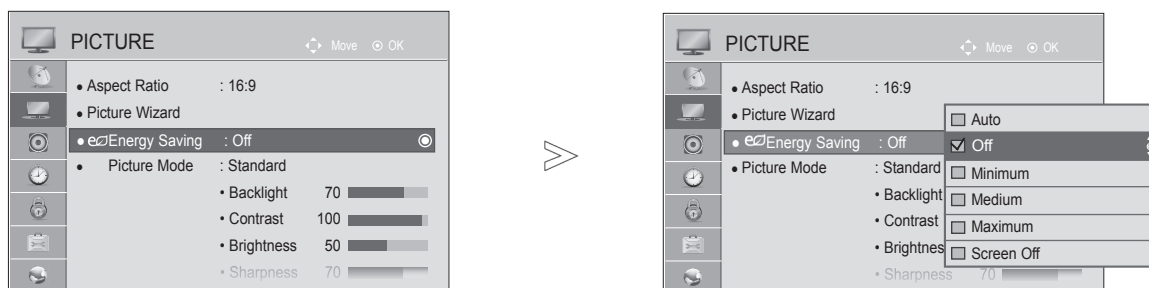 PICTURE
Move OK
• Aspect Ratio : 16:9
• Picture Wizard
• eEnergy Saving : Off
• Picture Mode : Standard
• Backlight 70
• Contrast 100
• Brightness 50
• Sharpness 70
PICTURE
Move OK
• Aspect Ratio : 16:9
• Picture Wizard
• eEnergy Saving : Off
• Picture Mode : Standard
• Backlight
• Contrast
• Brightnes
• Sharpness 70
Auto
Off
Minimum
Medium
Maximum
Screen Off